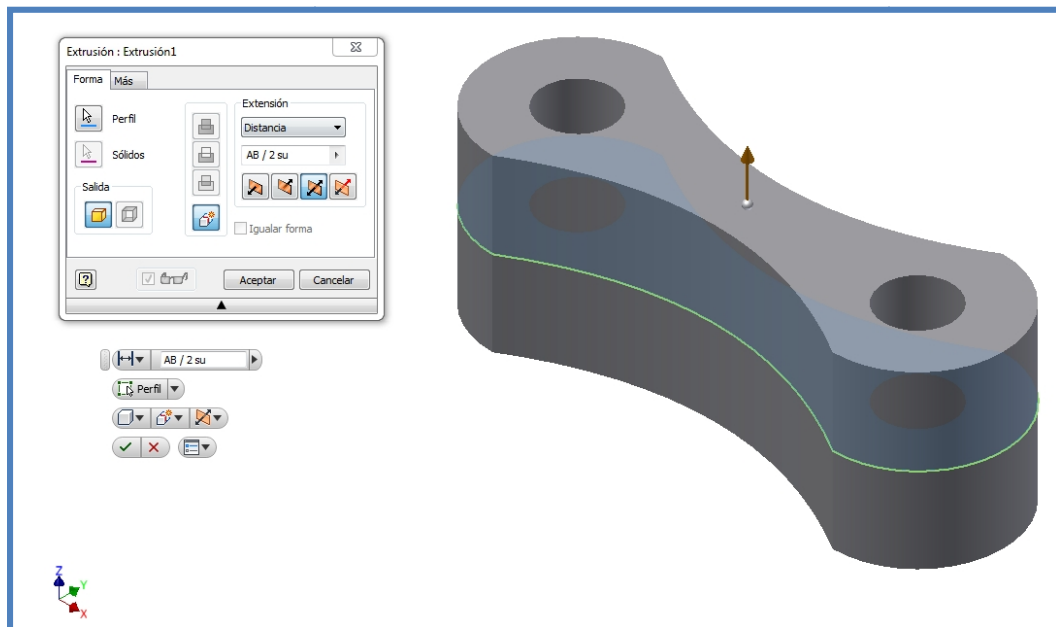 Extrusión : Extrusión1
Forma
Más
Perfil
Sólidos
Salida
Extensión
Distancia
AB / 2 su
Igualar forma
Aceptar
Cancelar
AB / 2 su
Perfil
Z
Y
X